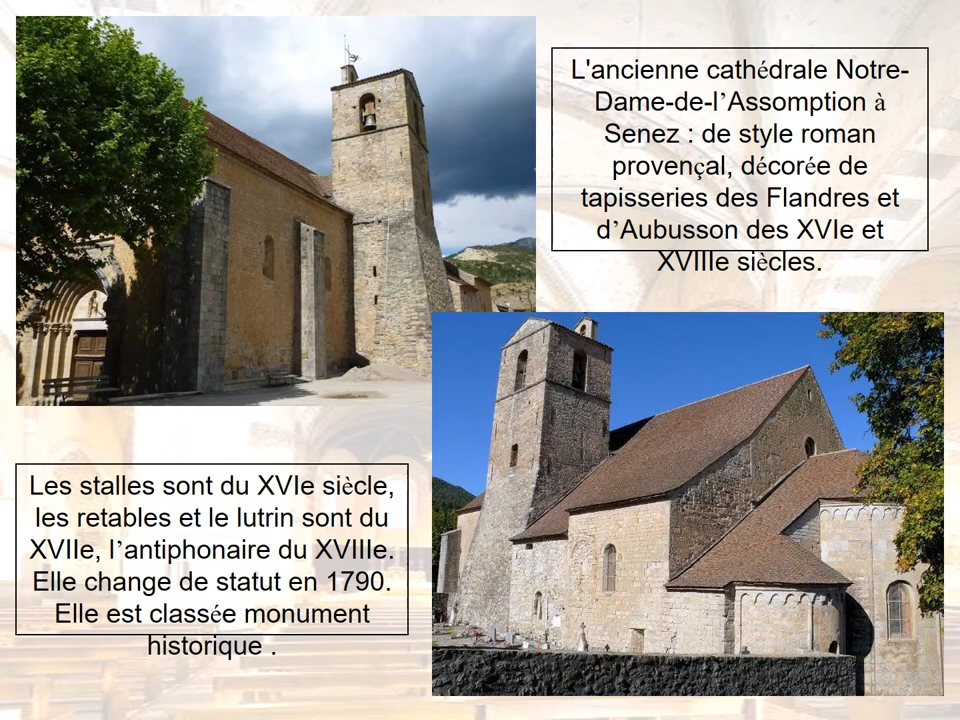 L'ancienne cathédrale Notre-
Dame-de-l’Assomption à
Senez : de style roman
provençal, décorée de
tapisseries des Flandres et
d’Aubusson des XVIe et
XVIIIe siècles.
Les stalles sont du XVIe siècle,
les retables et le lutrin sont du
XVIIe, l’antiphonaire du XVIIIe.
Elle change de statut en 1790.
Elle est classée monument
historique .